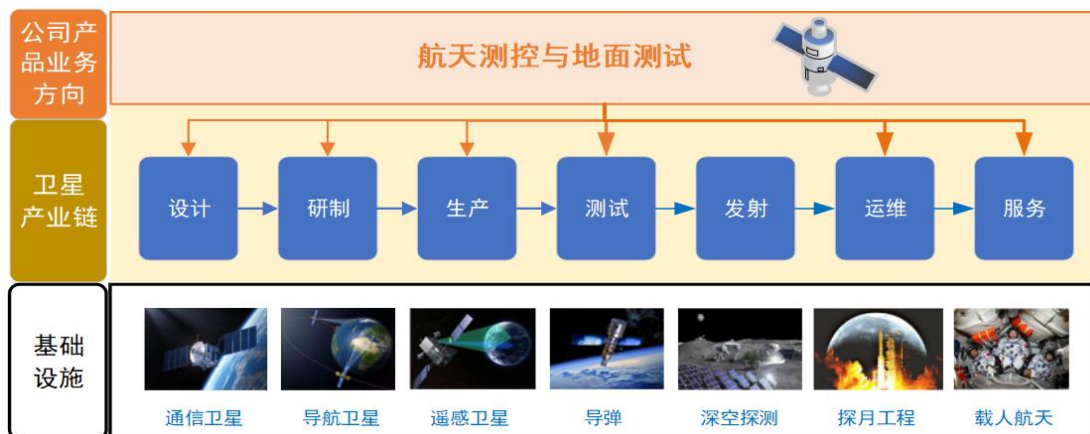 公司产
品业务
方向
航天测控与地面测试
卫星
产业链
设计
研制
生产
测试
发射
运维
服务
基础
设施
通信卫星
导航卫星
遥感卫星
导弹
深空探测
探月工程
载人航天